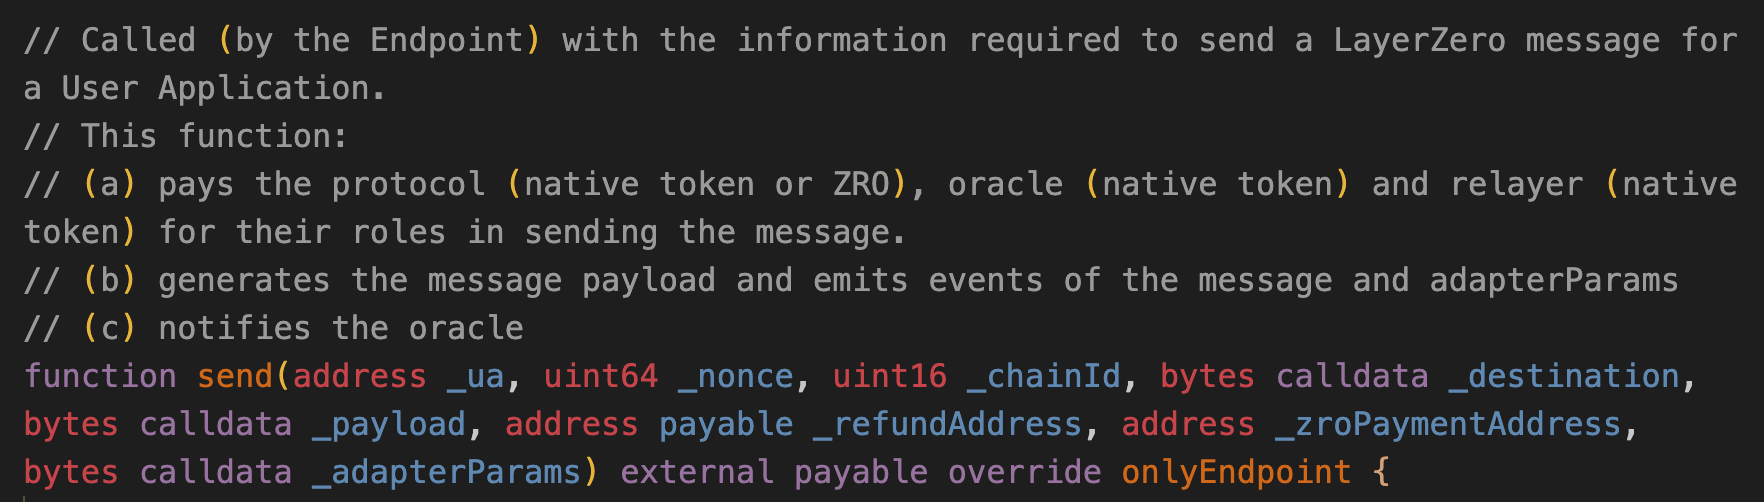 // Called (by the Endpoint) with the information required to send a LayerZero message for
a User Application.
// This function:
// (a) pays the protocol (native token or ZRO), oracle (native token) and relayer (native
token) for their roles in sending the message.
// (b) generates the message payload and emits events of the message and adapterParams
// (c) notifies the oracle
function send(address _ua, uint64 _nonce, uint16 _chainId, bytes calldata _destination,
bytes calldata _payload, address payable _refundAddress, address _zroPaymentAddress,
bytes calldata _adapterParams) external payable override onlyEndpoint {